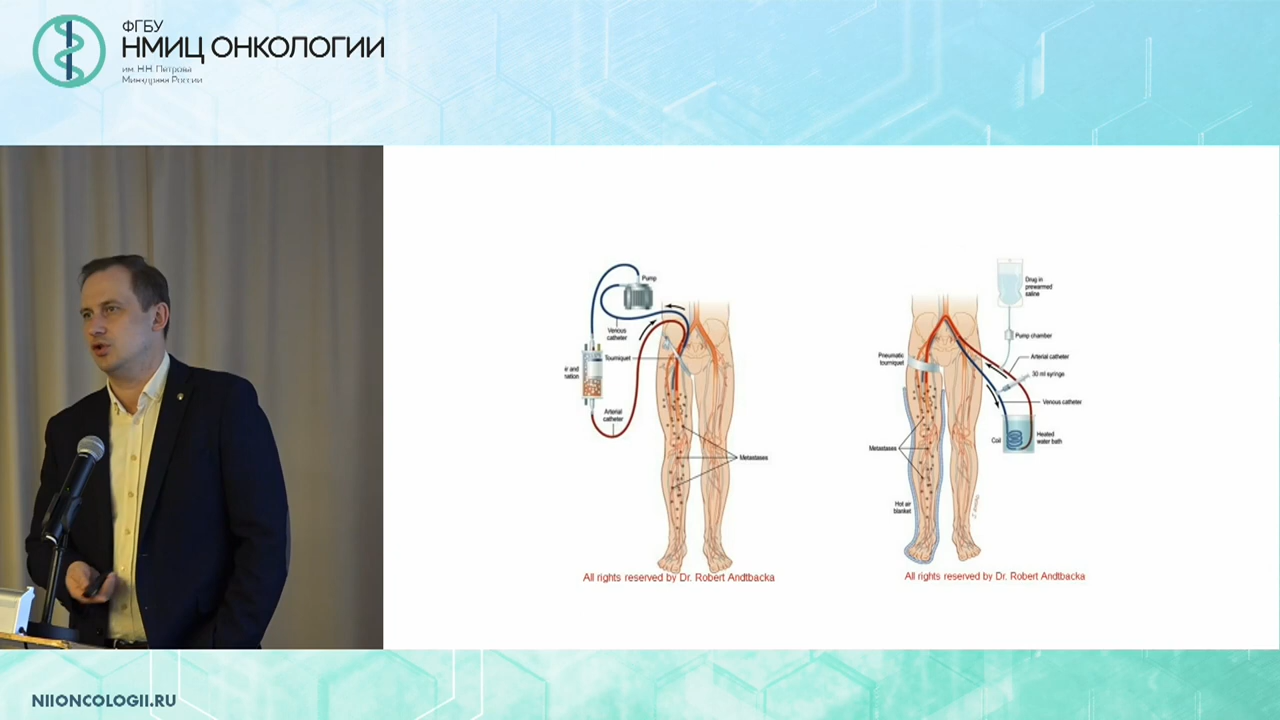 ФГБУ
НМИЦ ОНКОЛОГИИ
им. Н.Н. Петрова
Минздрава России
Pump
Venous
catheter
Tourniquet
Arterial
catheter
Metastases
All rights reserved by Dr. Robert Andtbacka
Drug in
prewarmed
saline
Pump chamber
Pneumatic
tourniquet
Arterial catheter
30 ml syringe
Venous catheter
Coil
Heated
water bath
Metastases
Hot air
blanket
All rights reserved by Dr. Robert Andtbacka
NIIONCOLOGII.RU